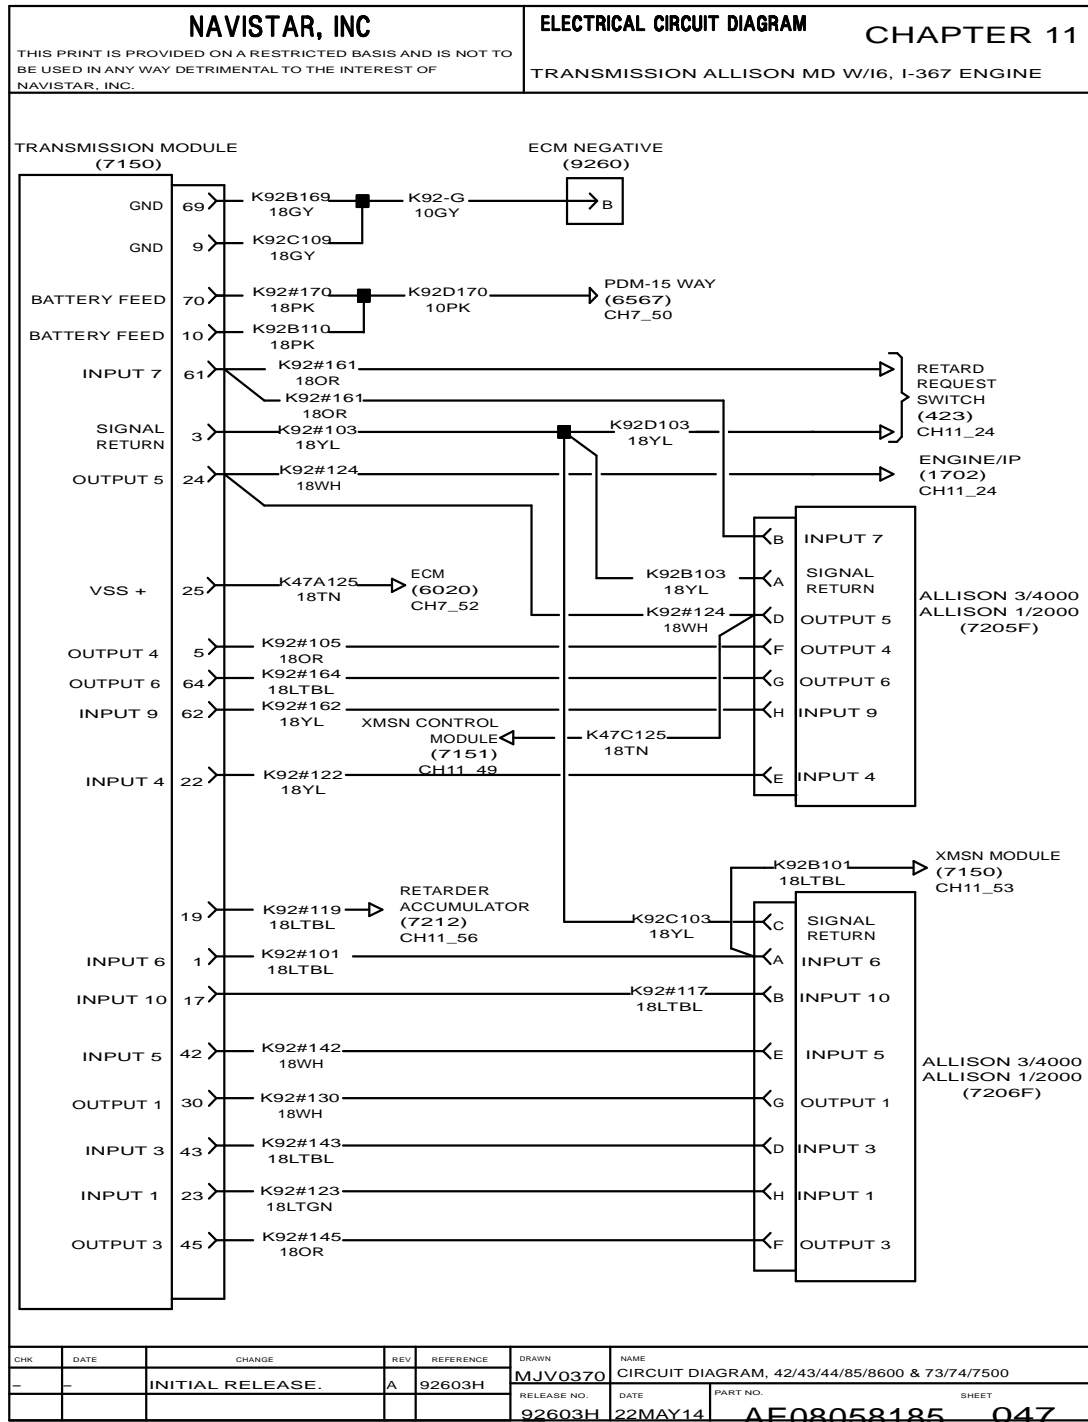 NAVISTAR, INC
THIS PRINT IS PROVIDED ON A RESTRICTED BASIS AND IS NOT TO
BE USED IN ANY WAY DETRIMENTAL TO THE INTEREST OF
NAVISTAR, INC.
ELECTRICAL CIRCUIT DIAGRAM
CHAPTER 11
TRANSMISSION ALLISON MD W/I6, I-367 ENGINE
TRANSMISSION MODULE
(7150)
ECM NEGATIVE
(9260)
GND 69 K92B169 K92-G B
18GY 10GY
GND 9 K92C109
18GY
BATTERY FEED 70 K92#170 K92D170
18PK 10PK
PDM-15 WAY
(6567)
CH7_50
BATTERY FEED 10 K92B110
18PK
INPUT 7 61 K92#161
18OR
K92#161
18OR
RETARD
REQUEST
SWITCH
(423)
CH11_24
SIGNAL
RETURN
3 K92#103 K92D103
18YL 18YL
OUTPUT 5 24 K92#124
18WH
ENGINE/IP
(1702)
CH11_24
B INPUT 7
VSS + 25 K47A125
18TN
ECM
(6020)
CH7_52
K92B103 A SIGNAL
18YL RETURN
K92#124 D OUTPUT 5
18WH
ALLISON 3/4000
ALLISON 1/2000
(7205F)
OUTPUT 4 5 K92#105 F OUTPUT 4
18OR
OUTPUT 6 64 K92#164 G OUTPUT 6
18LTBL
INPUT 9 62 K92#162 H INPUT 9
18YL
XMSN CONTROL
MODULE
(7151)
CH11_49
K47C125
18TN
INPUT 4 22 K92#122 E INPUT 4
18YL
K92B101
18LTBL
XMSN MODULE
(7150)
CH11_53
19 K92#119
18LTBL
RETARDER
ACCUMULATOR
(7212)
CH11_56
K92C103 C SIGNAL
18YL RETURN
INPUT 6 1 K92#101 A INPUT 6
18LTBL
INPUT 10 17 K92#117 B INPUT 10
18LTBL
INPUT 5 42 K92#142 E INPUT 5
18WH
ALLISON 3/4000
ALLISON 1/2000
(7206F)
OUTPUT 1 30 K92#130 G OUTPUT 1
18WH
INPUT 3 43 K92#143 D INPUT 3
18LTBL
INPUT 1 23 K92#123 H INPUT 1
18LTGN
OUTPUT 3 45 K92#145 F OUTPUT 3
18OR
CHK DATE CHANGE REV REFERENCE
- - INITIAL RELEASE. A 92603H
DRAWN
MJV0370
NAME
CIRCUIT DIAGRAM, 42/43/44/85/8600 & 73/74/7500
RELEASE NO. DATE PART NO. SHEET
92603H 22MAY14 AE08058185 047